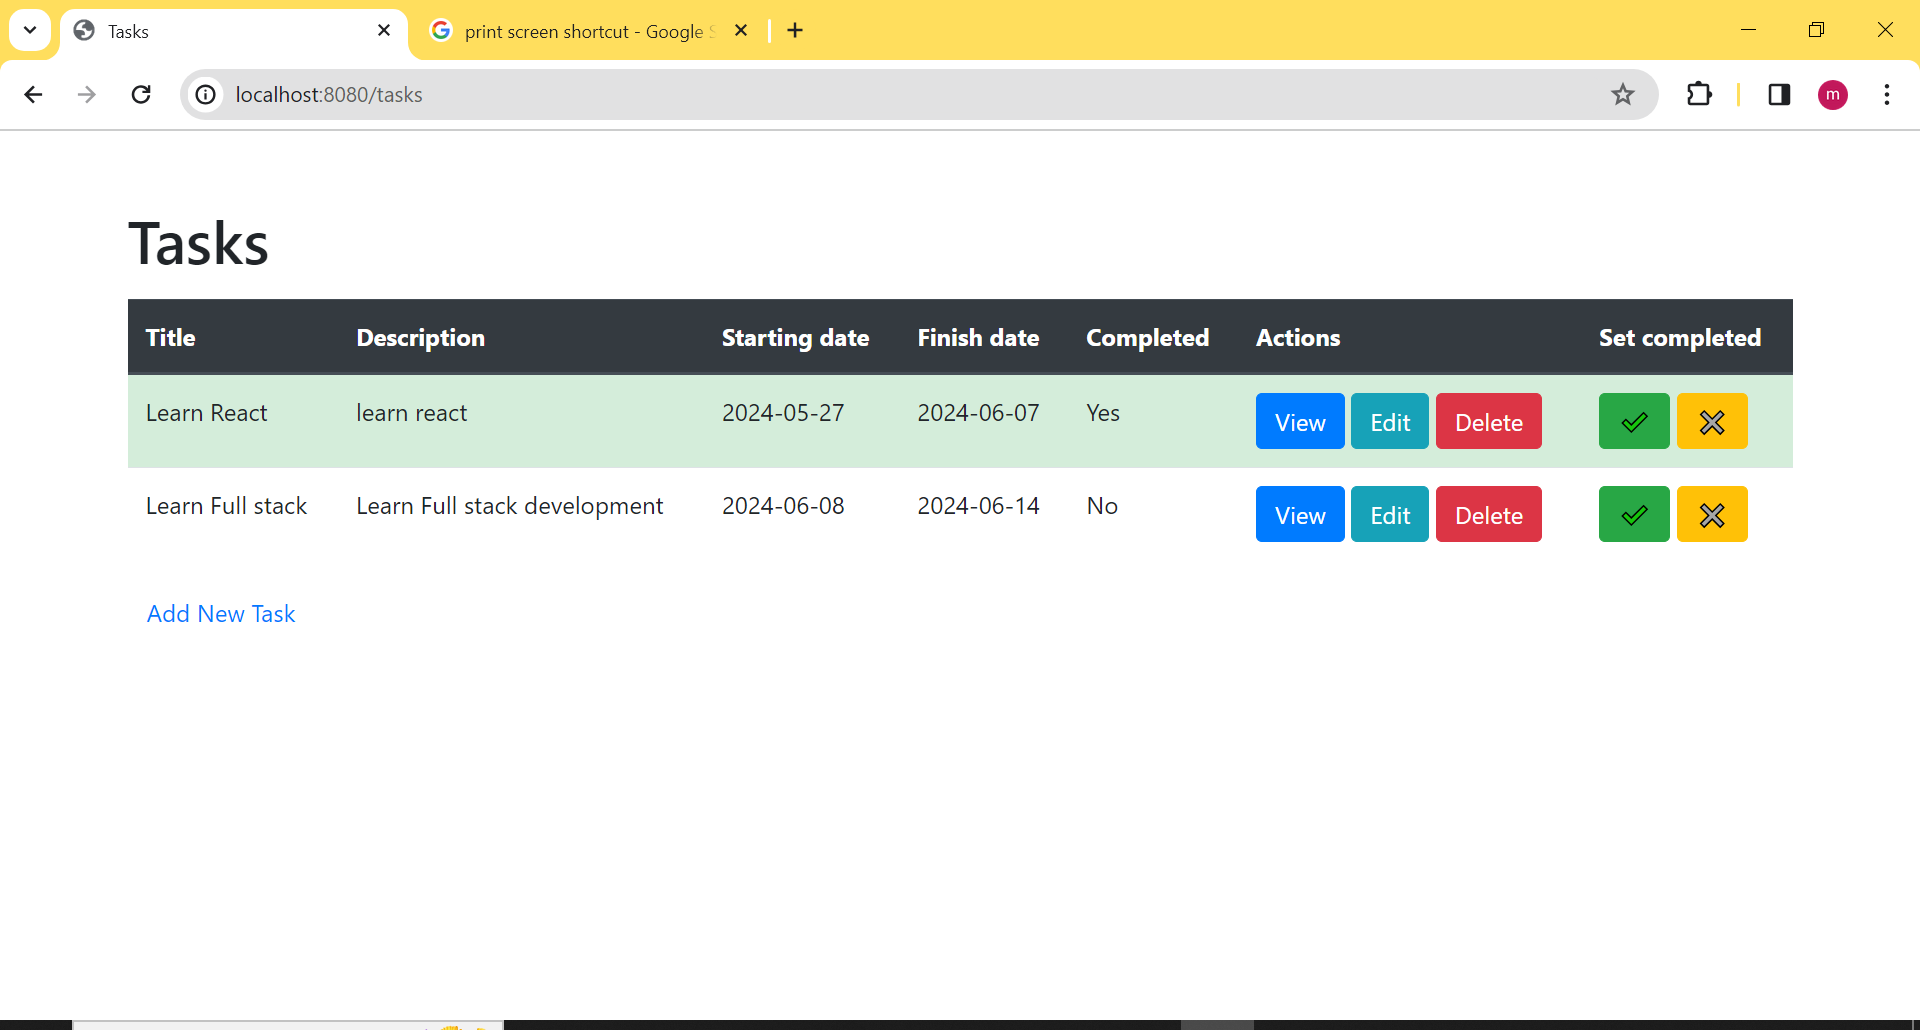 Tasks
print screen shortcut - Google S
localhost:8080/tasks
m
Tasks
Title Description Starting date Finish date Completed Actions Set completed
Learn React learn react 2024-05-27 2024-06-07 Yes View Edit Delete
Learn Full stack Learn Full stack development 2024-06-08 2024-06-14 No View Edit Delete
Add New Task